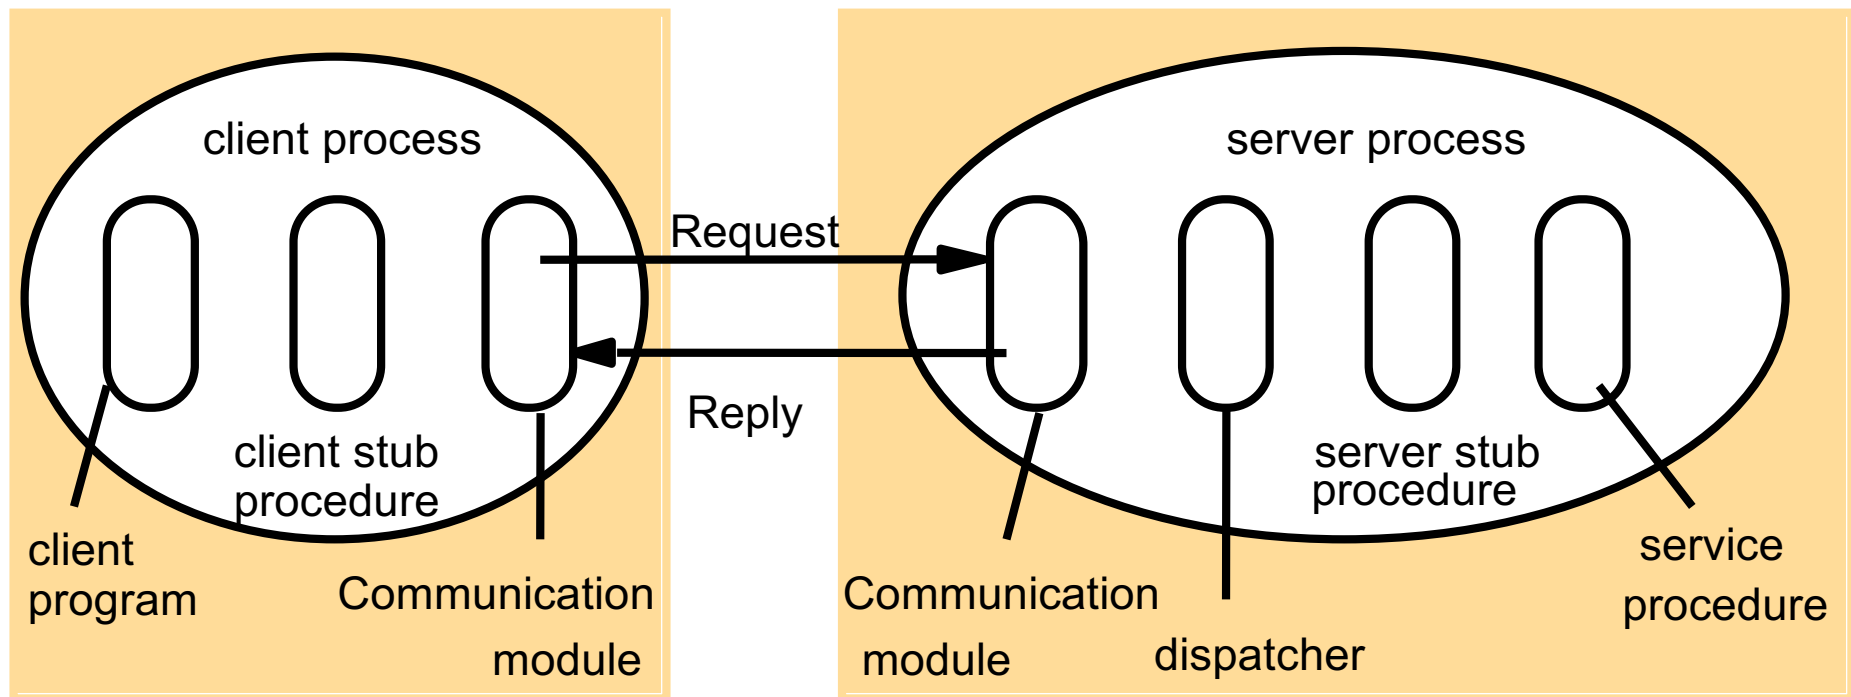 client process
server process
Request
Reply
client stub
procedure
server stub
procedure
client
program
Communication
module
Communication
module
dispatcher
service
procedure